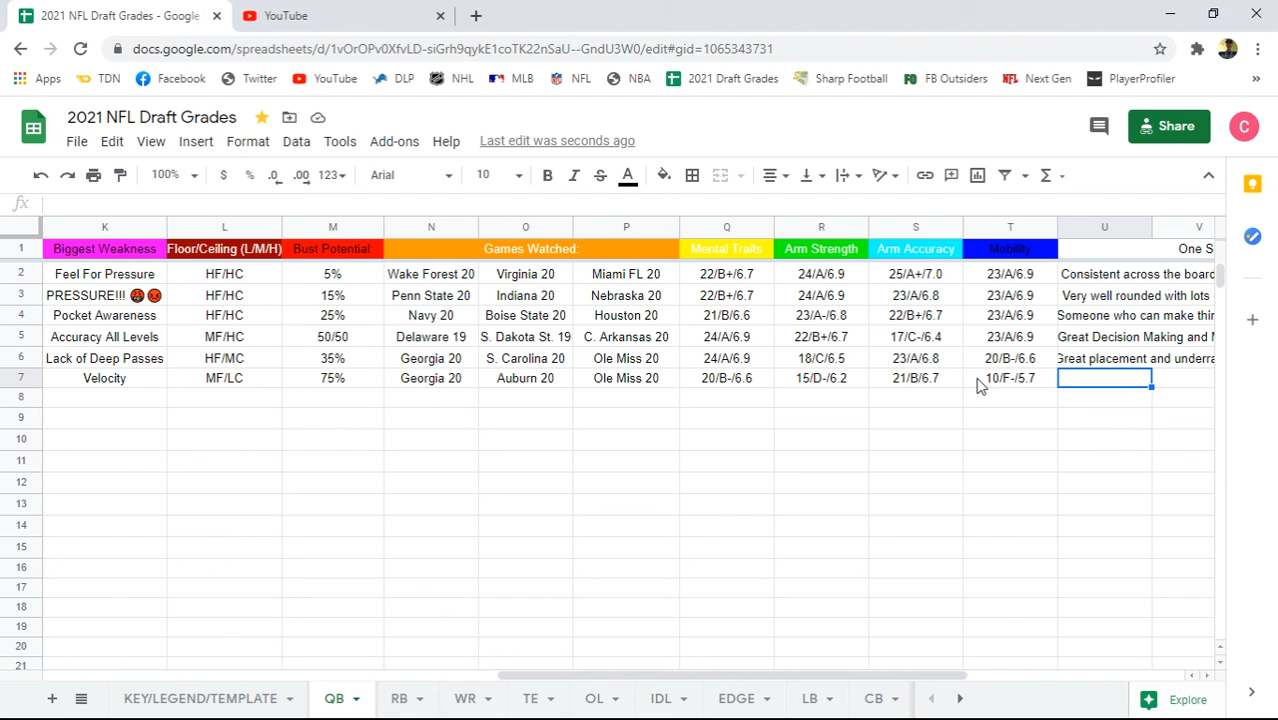 2021 NFL Draft Grades - Google
YouTube
docs.google.com/spreadsheets/d/1vOrOPv0XfvLD-siGrh9qykE1coTK22nSaU--GndU3W0/edit#gid=1065343731
Apps TDN Facebook Twitter YouTube DLP NHL MLB NFL NBA 2021 Draft Grades Sharp Football FB Outsiders Next Gen PlayerProfiler »
2021 NFL Draft Grades
File Edit View Insert Format Data Tools Add-ons Help Last edit was seconds ago
Share C
100% $ % .0 .00 123 Arial 10 B I S A
fx
K L M N O P Q R S T U V
1 Biggest Weakness Floor/Ceiling (L/M/H) Bust Potential: Games Watched: Mental Traits Arm Strength Arm Accuracy Mobility One S
2 Feel For Pressure HF/HC 5% Wake Forest 20 Virginia 20 Miami FL 20 22/B+/6.7 24/A/6.9 25/A+/7.0 23/A/6.9 Consistent across the board
3 PRESSURE!!! 🤬 😡 HF/HC 15% Penn State 20 Indiana 20 Nebraska 20 22/B+/6.7 24/A/6.9 23/A/6.8 23/A/6.9 Very well rounded with lots
4 Pocket Awareness HF/HC 25% Navy 20 Boise State 20 Houston 20 21/B/6.6 23/A-/6.8 22/B+/6.7 23/A/6.9 Someone who can make thin
5 Accuracy All Levels MF/HC 50/50 Delaware 19 S. Dakota St. 19 C. Arkansas 20 24/A/6.9 22/B+/6.7 17/C-/6.4 23/A/6.9 Great Decision Making and M
6 Lack of Deep Passes HF/MC 35% Georgia 20 S. Carolina 20 Ole Miss 20 24/A/6.9 18/C/6.5 23/A/6.8 20/B-/6.6 Great placement and underra
7 Velocity MF/LC 75% Georgia 20 Auburn 20 Ole Miss 20 20/B-/6.6 15/D-/6.2 21/B/6.7 10/F-/5.7
8
9
10
11
12
13
14
15
16
17
18
19
20
21
KEY/LEGEND/TEMPLATE QB RB WR TE OL IDL EDGE LB CB Explore